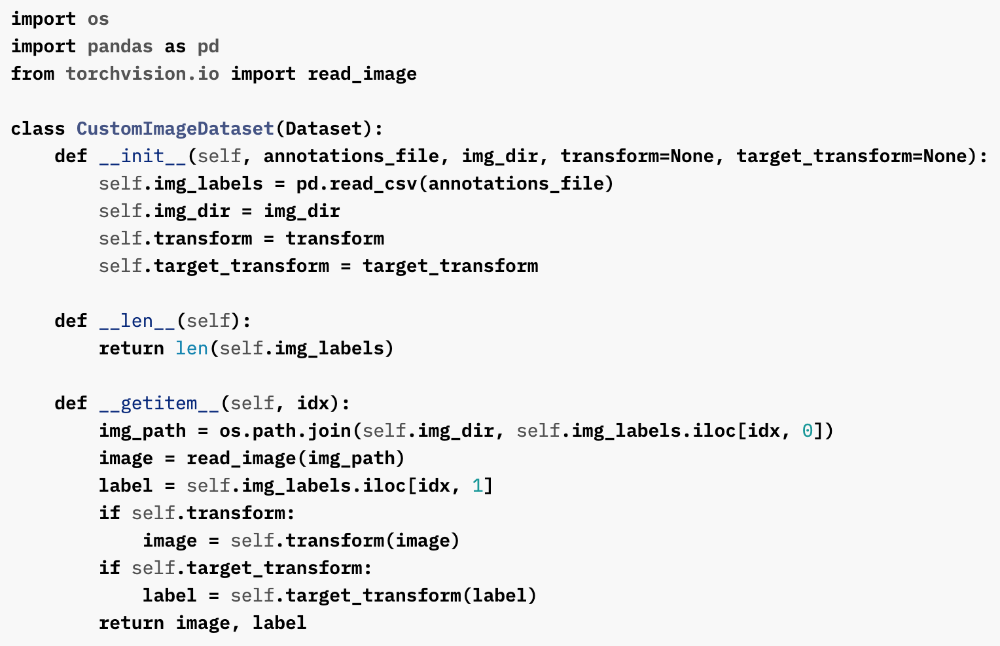 import os
import pandas as pd
from torchvision.io import read_image

class CustomImageDataset(Dataset):
    def __init__(self, annotations_file, img_dir, transform=None, target_transform=None):
        self.img_labels = pd.read_csv(annotations_file)
        self.img_dir = img_dir
        self.transform = transform
        self.target_transform = target_transform

    def __len__(self):
        return len(self.img_labels)

    def __getitem__(self, idx):
        img_path = os.path.join(self.img_dir, self.img_labels.iloc[idx, 0])
        image = read_image(img_path)
        label = self.img_labels.iloc[idx, 1]
        if self.transform:
            image = self.transform(image)
        if self.target_transform:
            label = self.target_transform(label)
        return image, label